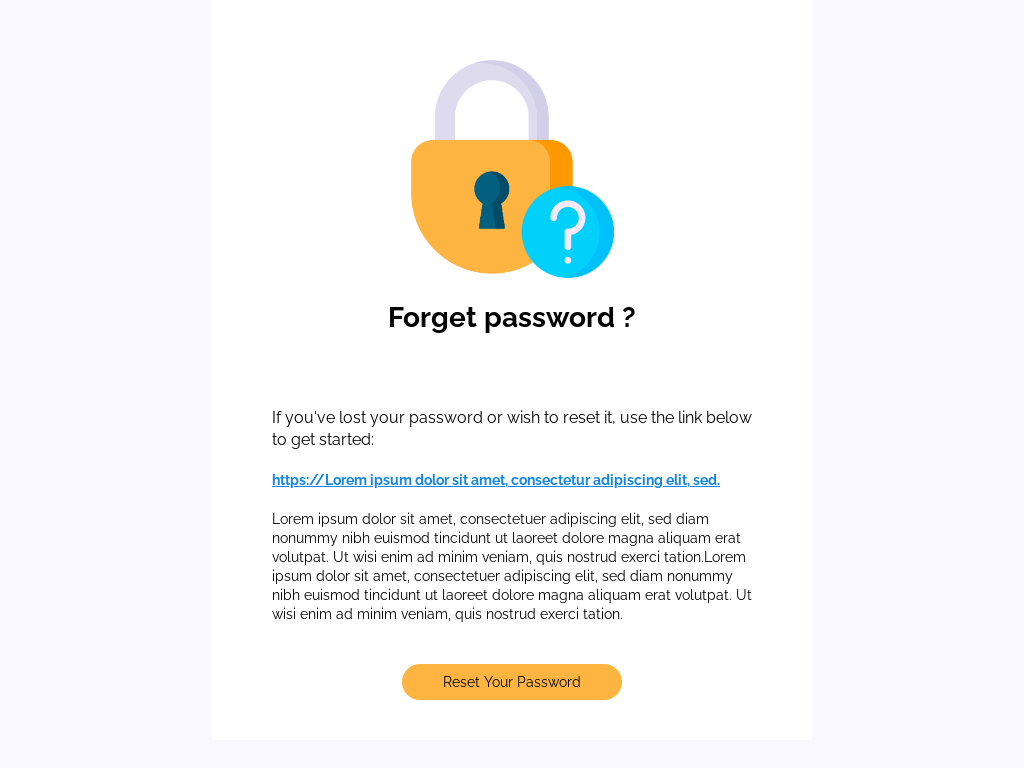 ?
Forget password ?
If you've lost your password or wish to reset it, use the link below
to get started:
https://Lorem ipsum dolor sit amet, consectetur adipiscing elit, sed.
Lorem ipsum dolor sit amet, consectetuer adipiscing elit, sed diam
nonummy nibh euismod tincidunt ut laoreet dolore magna aliquam erat
volutpat. Ut wisi enim ad minim veniam, quis nostrud exerci tation.Lorem
ipsum dolor sit amet, consectetuer adipiscing elit, sed diam nonummy
nibh euismod tincidunt ut laoreet dolore magna aliquam erat volutpat. Ut
wisi enim ad minim veniam, quis nostrud exerci tation.
Reset Your Password